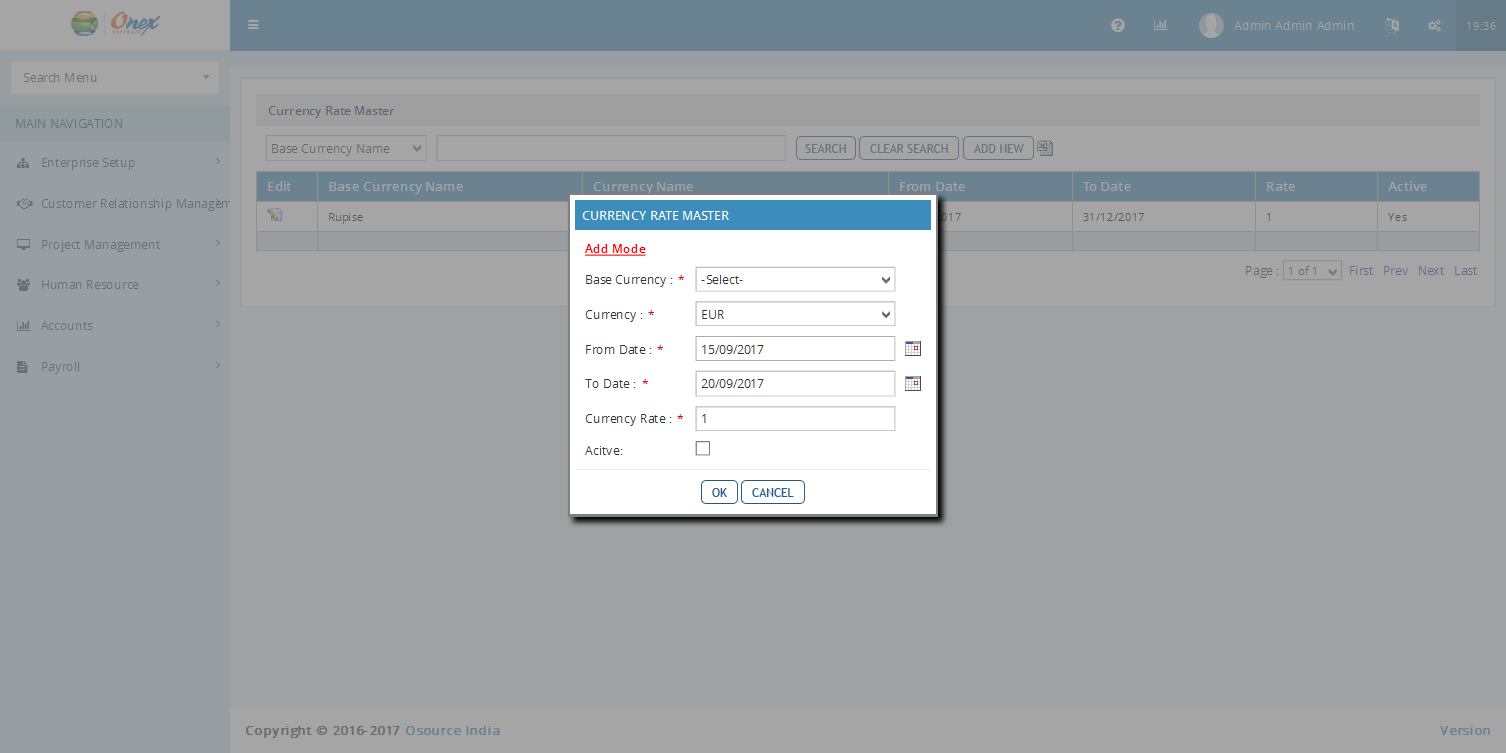 Onex
SOFTWARE
Admin Admin Admin
19:36
Search Menu
MAIN NAVIGATION
Enterprise Setup
Customer Relationship Managem
Project Management
Human Resource
Accounts
Payroll
Currency Rate Master
Base Currency Name
SEARCH
CLEAR SEARCH
ADD NEW
Edit Base Currency Name Currency Name From Date To Date Rate Active
Rupise 017 31/12/2017 1 Yes
Page : 1 of 1 First Prev Next Last
CURRENCY RATE MASTER
Add Mode
Base Currency : * -Select-
Currency : * EUR
From Date : * 15/09/2017
To Date : * 20/09/2017
Currency Rate : * 1
Acitve:
OK CANCEL
Copyright © 2016-2017 Osource India
Version